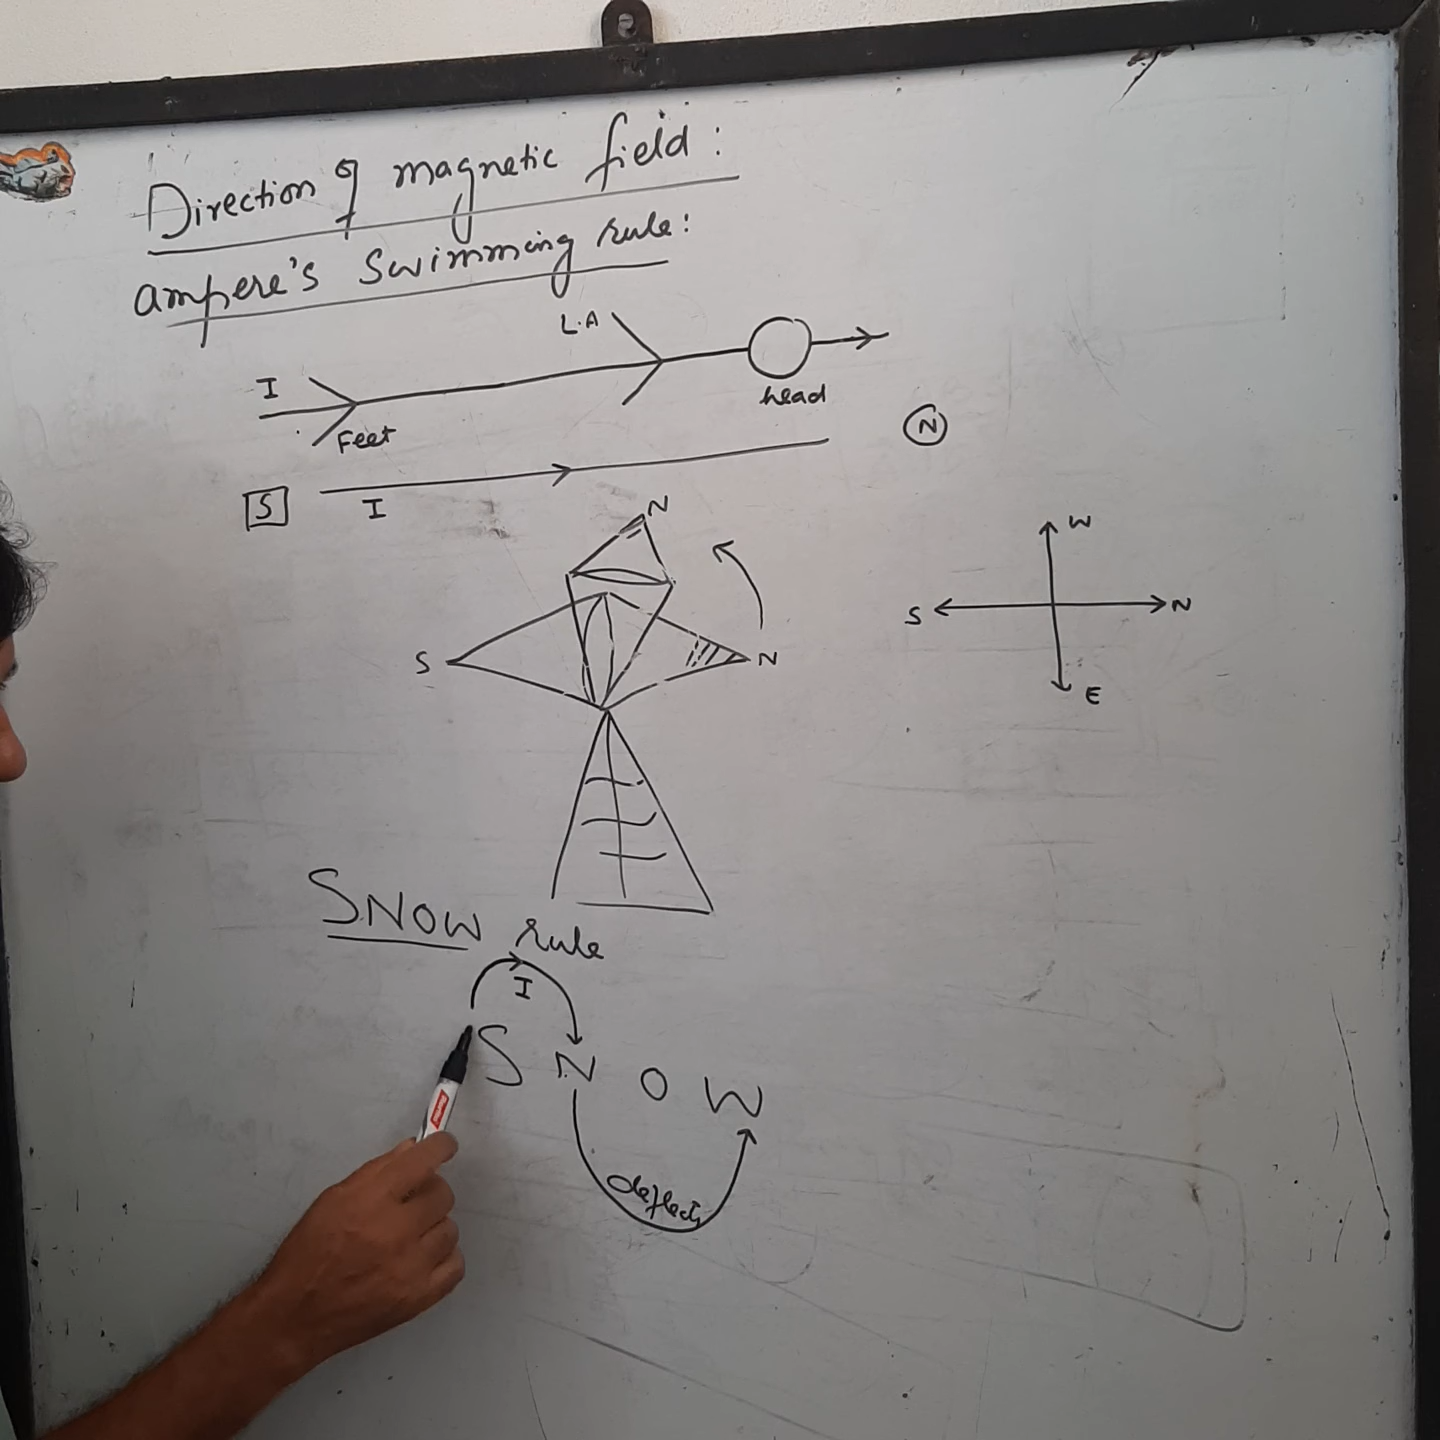 Direction of magnetic field:
ampere's Swimming rule:
L.A
I
head
Feet
N
S
I
N
W
S
N
S
N
E
SNOW rule
I
S N O W
deflects